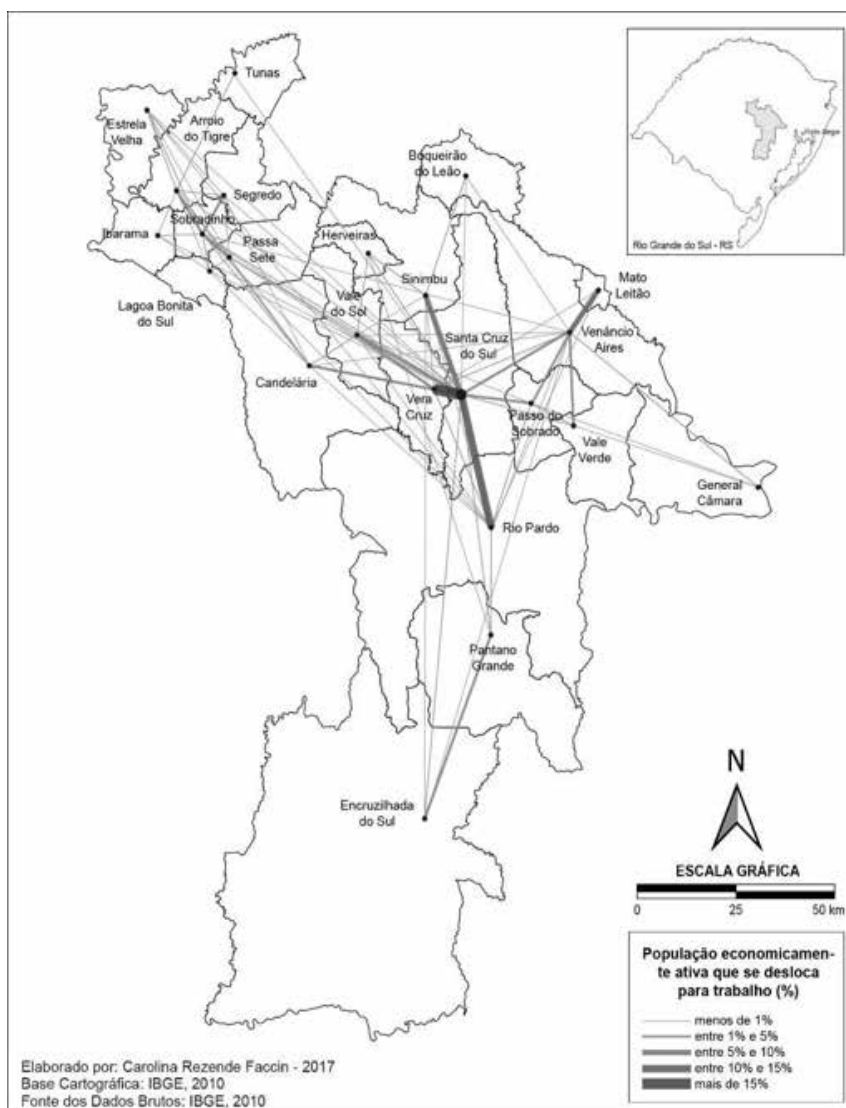 Tunas
Estrela
Velha
Arroio
do Tigre
Boqueirão
do Leão
Segredo
Sobradinho
Ibarama
Passa
Sete
Herveiras
Sinimbu
Lagoa Bonita
do Sul
Vale
do Sol
Mato
Leitão
Venâncio
Aires
Santa Cruz
do Sul
Candelária
Vera
Cruz
Passo do
Sobrado
Vale
Verde
General
Câmara
Rio Pardo
Pantano
Grande
Encruzilhada
do Sul
Rio Grande do Sul - RS
N
ESCALA GRÁFICA
0 25 50 km
População economicamen-
te ativa que se desloca
para trabalho (%)
menos de 1%
entre 1% e 5%
entre 5% e 10%
entre 10% e 15%
mais de 15%
Elaborado por: Carolina Rezende Faccin - 2017
Base Cartográfica: IBGE, 2010
Fonte dos Dados Brutos: IBGE, 2010